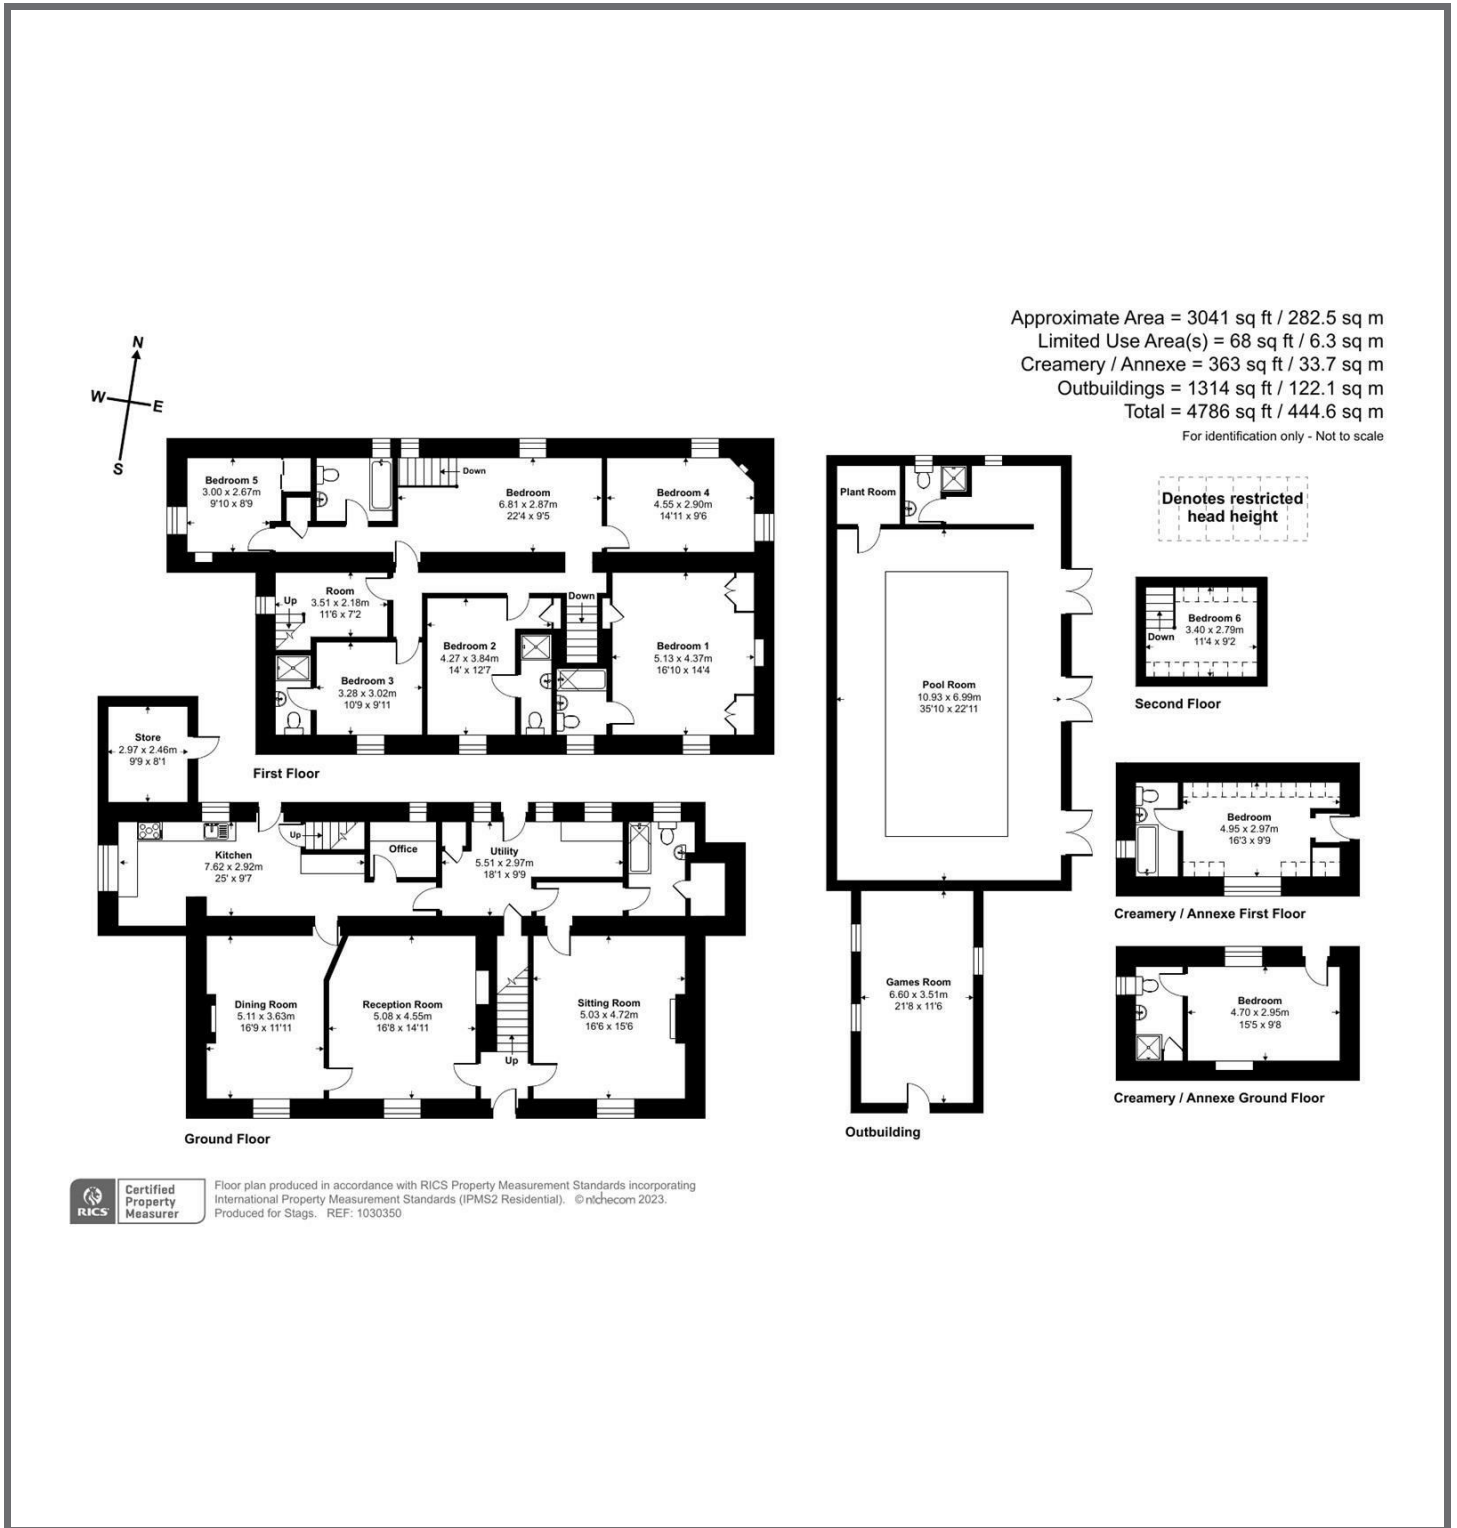 Approximate Area = 3041 sq ft / 282.5 sq m
Limited Use Area(s) = 68 sq ft / 6.3 sq m
Creamery / Annexe = 363 sq ft / 33.7 sq m
Outbuildings = 1314 sq ft / 122.1 sq m
Total = 4786 sq ft / 444.6 sq m
For identification only - Not to scale
N
W
E
S
Denotes restricted
head height
Bedroom 5
3.00 x 2.67m
9'10 x 8'9
Down
Bedroom
6.81 x 2.87m
22'4 x 9'5
Bedroom 4
4.55 x 2.90m
14'11 x 9'6
Room
3.51 x 2.18m
11'6 x 7'2
Up
Bedroom 3
3.28 x 3.02m
10'9 x 9'11
Bedroom 2
4.27 x 3.84m
14' x 12'7
Down
Bedroom 1
5.13 x 4.37m
16'10 x 14'4
First Floor
Store
2.97 x 2.46m
9'9 x 8'1
Kitchen
7.62 x 2.92m
25' x 9'7
Up
Office
Utility
5.51 x 2.97m
18'1 x 9'9
Dining Room
5.11 x 3.63m
16'9 x 11'11
Reception Room
5.08 x 4.55m
16'8 x 14'11
Up
Sitting Room
5.03 x 4.72m
16'6 x 15'6
Ground Floor
Plant Room
Pool Room
10.93 x 6.99m
35'10 x 22'11
Games Room
6.60 x 3.51m
21'8 x 11'6
Outbuilding
Bedroom 6
3.40 x 2.79m
11'4 x 9'2
Down
Second Floor
Bedroom
4.95 x 2.97m
16'3 x 9'9
Creamery / Annexe First Floor
Bedroom
4.70 x 2.95m
15'5 x 9'8
Creamery / Annexe Ground Floor
RICS
Certified
Property
Measurer
Floor plan produced in accordance with RICS Property Measurement Standards incorporating
International Property Measurement Standards (IPMS2 Residential). © nichecom 2023.
Produced for Stags. REF: 1030350